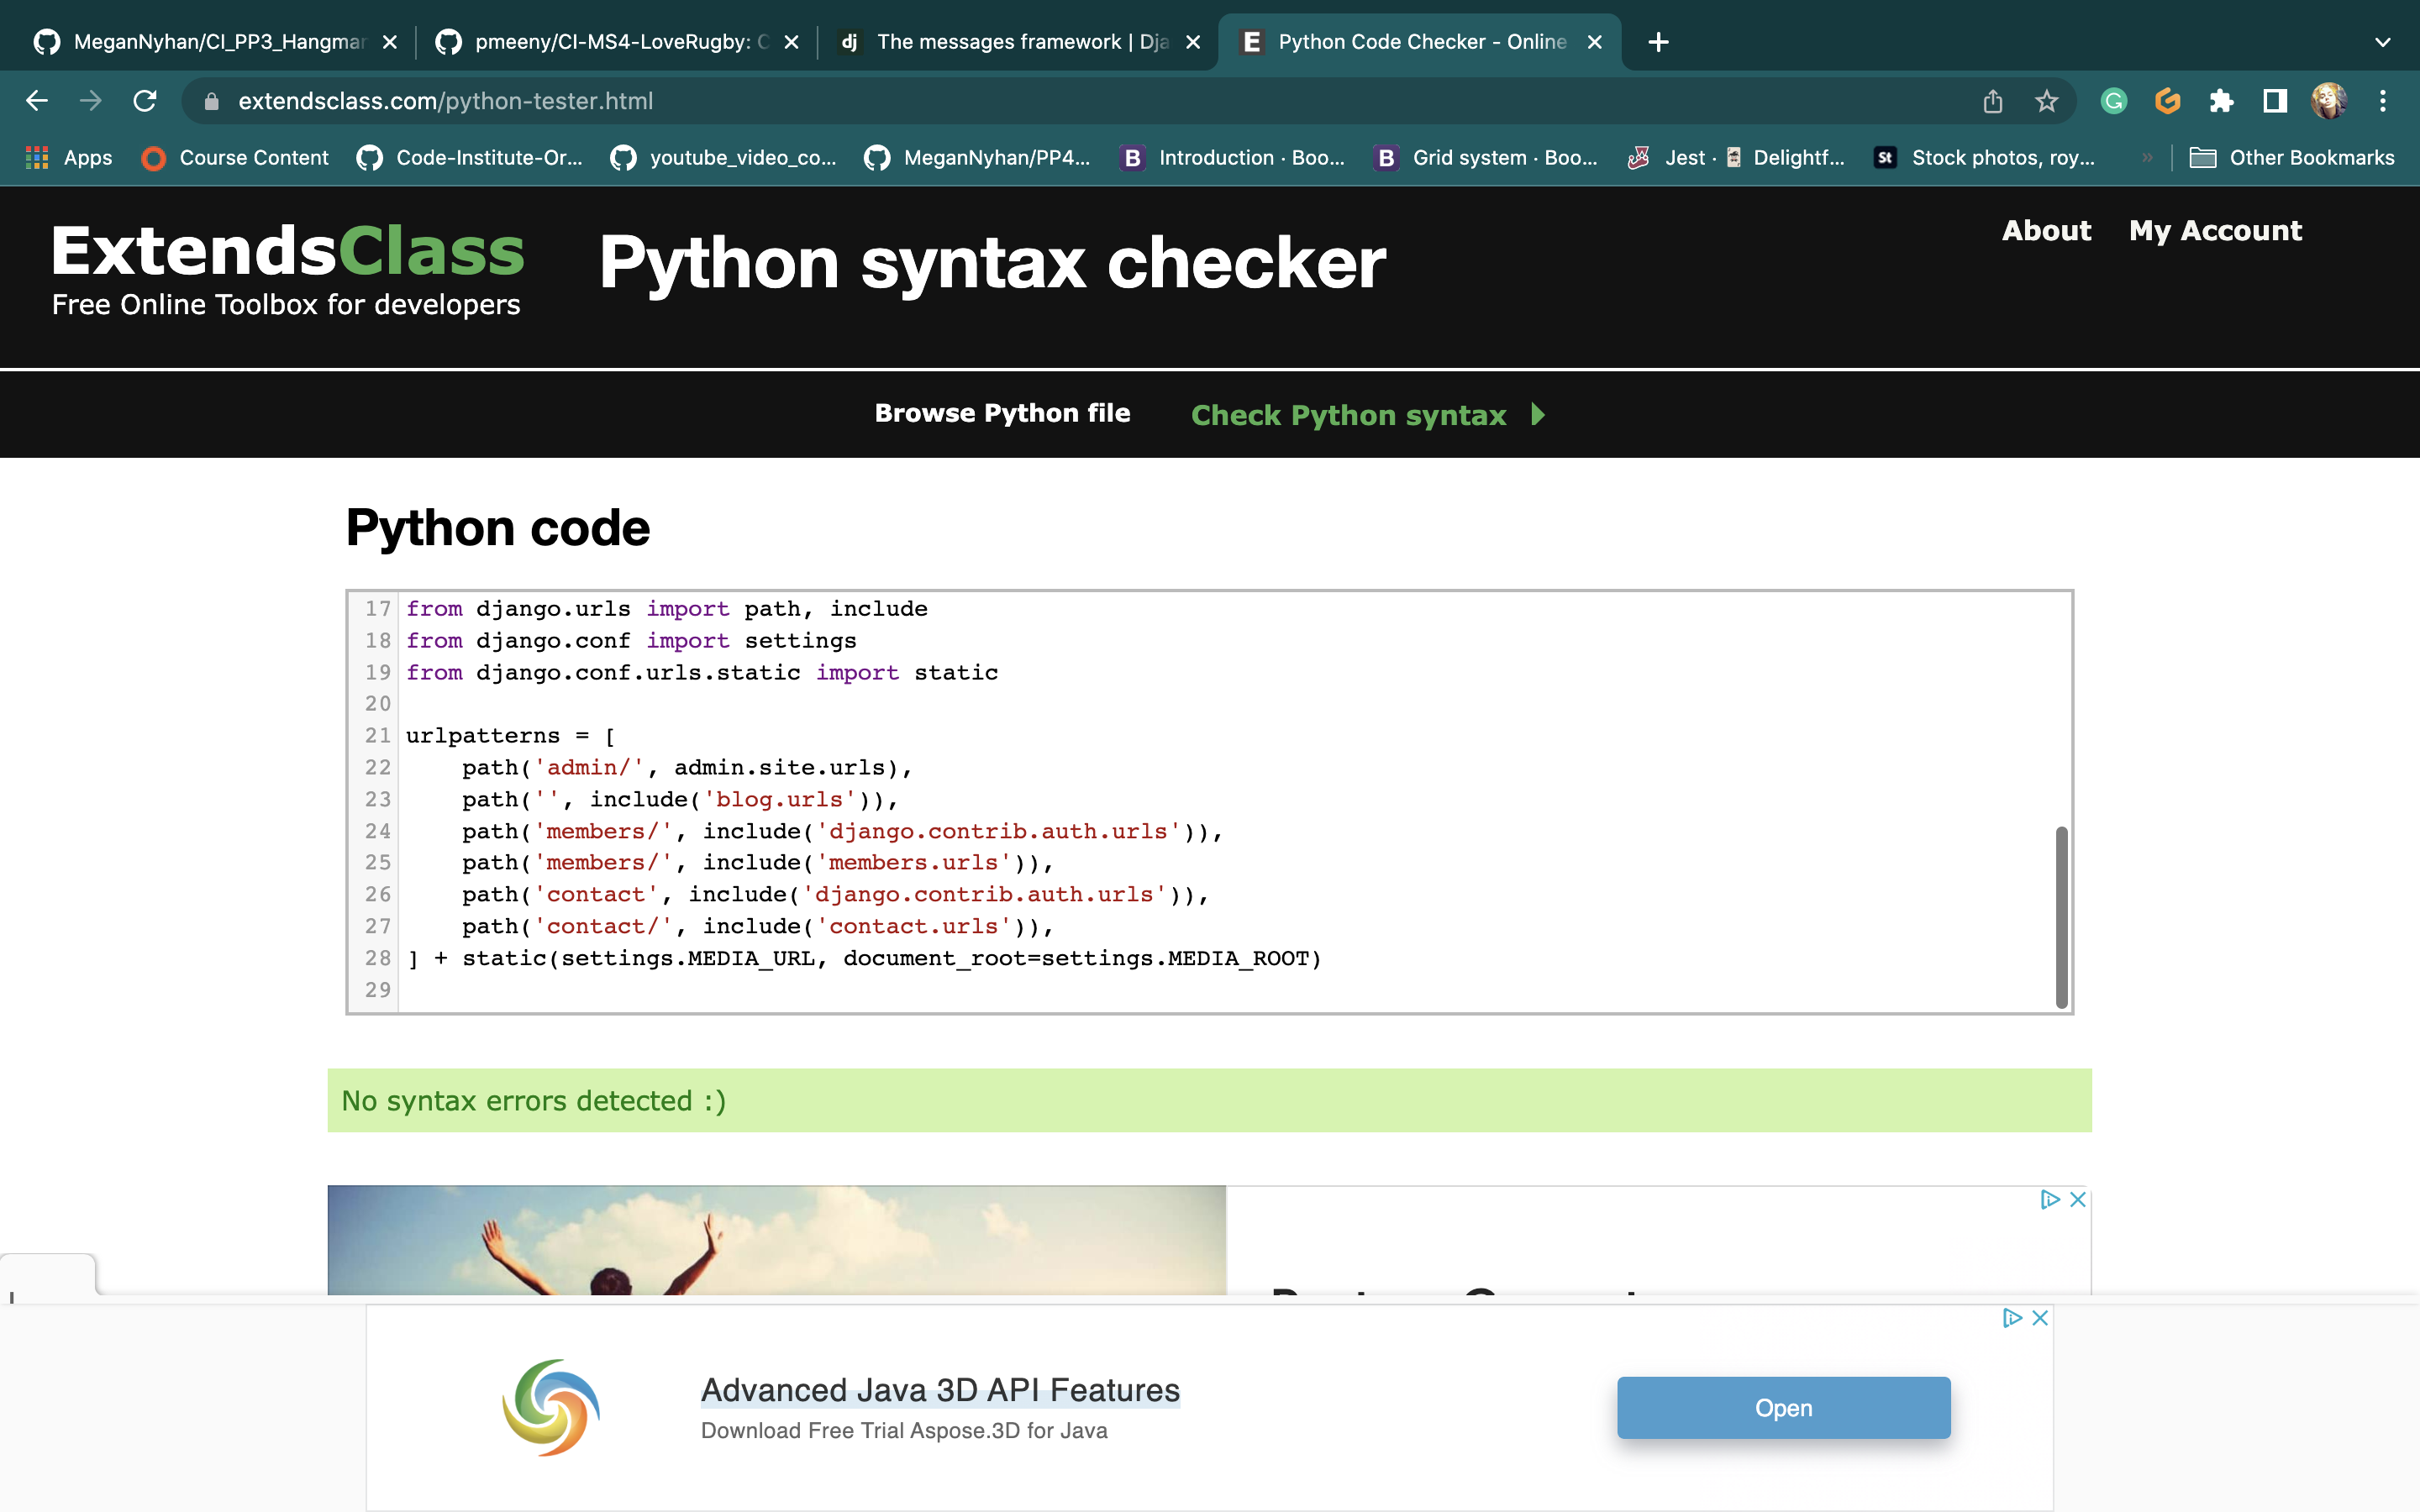 MeganNyhan/CI_PP3_Hangman
pmeeny/CI-MS4-LoveRugby: C
dj The messages framework | Dja
E Python Code Checker - Online
extendsclass.com/python-tester.html
Apps
Course Content
Code-Institute-Or...
youtube_video_co...
MeganNyhan/PP4...
B Introduction · Boo...
B Grid system · Boo...
Jest · 🃏 Delightf...
St Stock photos, roy...
»
Other Bookmarks
ExtendsClass
Free Online Toolbox for developers
Python syntax checker
About
My Account
Browse Python file
Check Python syntax
Python code
17 from django.urls import path, include
18 from django.conf import settings
19 from django.conf.urls.static import static
20
21 urlpatterns = [
22     path('admin/', admin.site.urls),
23     path('', include('blog.urls')),
24     path('members/', include('django.contrib.auth.urls')),
25     path('members/', include('members.urls')),
26     path('contact', include('django.contrib.auth.urls')),
27     path('contact/', include('contact.urls')),
28 ] + static(settings.MEDIA_URL, document_root=settings.MEDIA_ROOT)
29
No syntax errors detected :)
Advanced Java 3D API Features
Download Free Trial Aspose.3D for Java
Open